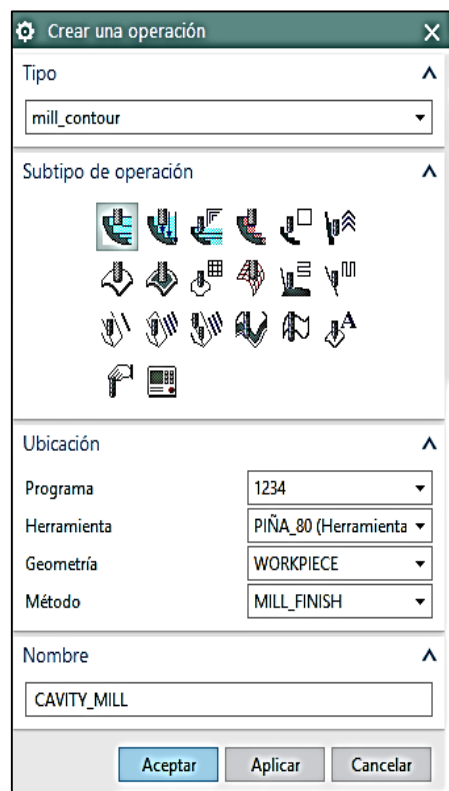 Crear una operación
Tipo
mill_contour
Subtipo de operación
A
Ubicación
Programa 1234
Herramienta PIÑA_80 (Herramienta
Geometría WORKPIECE
Método MILL_FINISH
Nombre
CAVITY_MILL
Aceptar Aplicar Cancelar